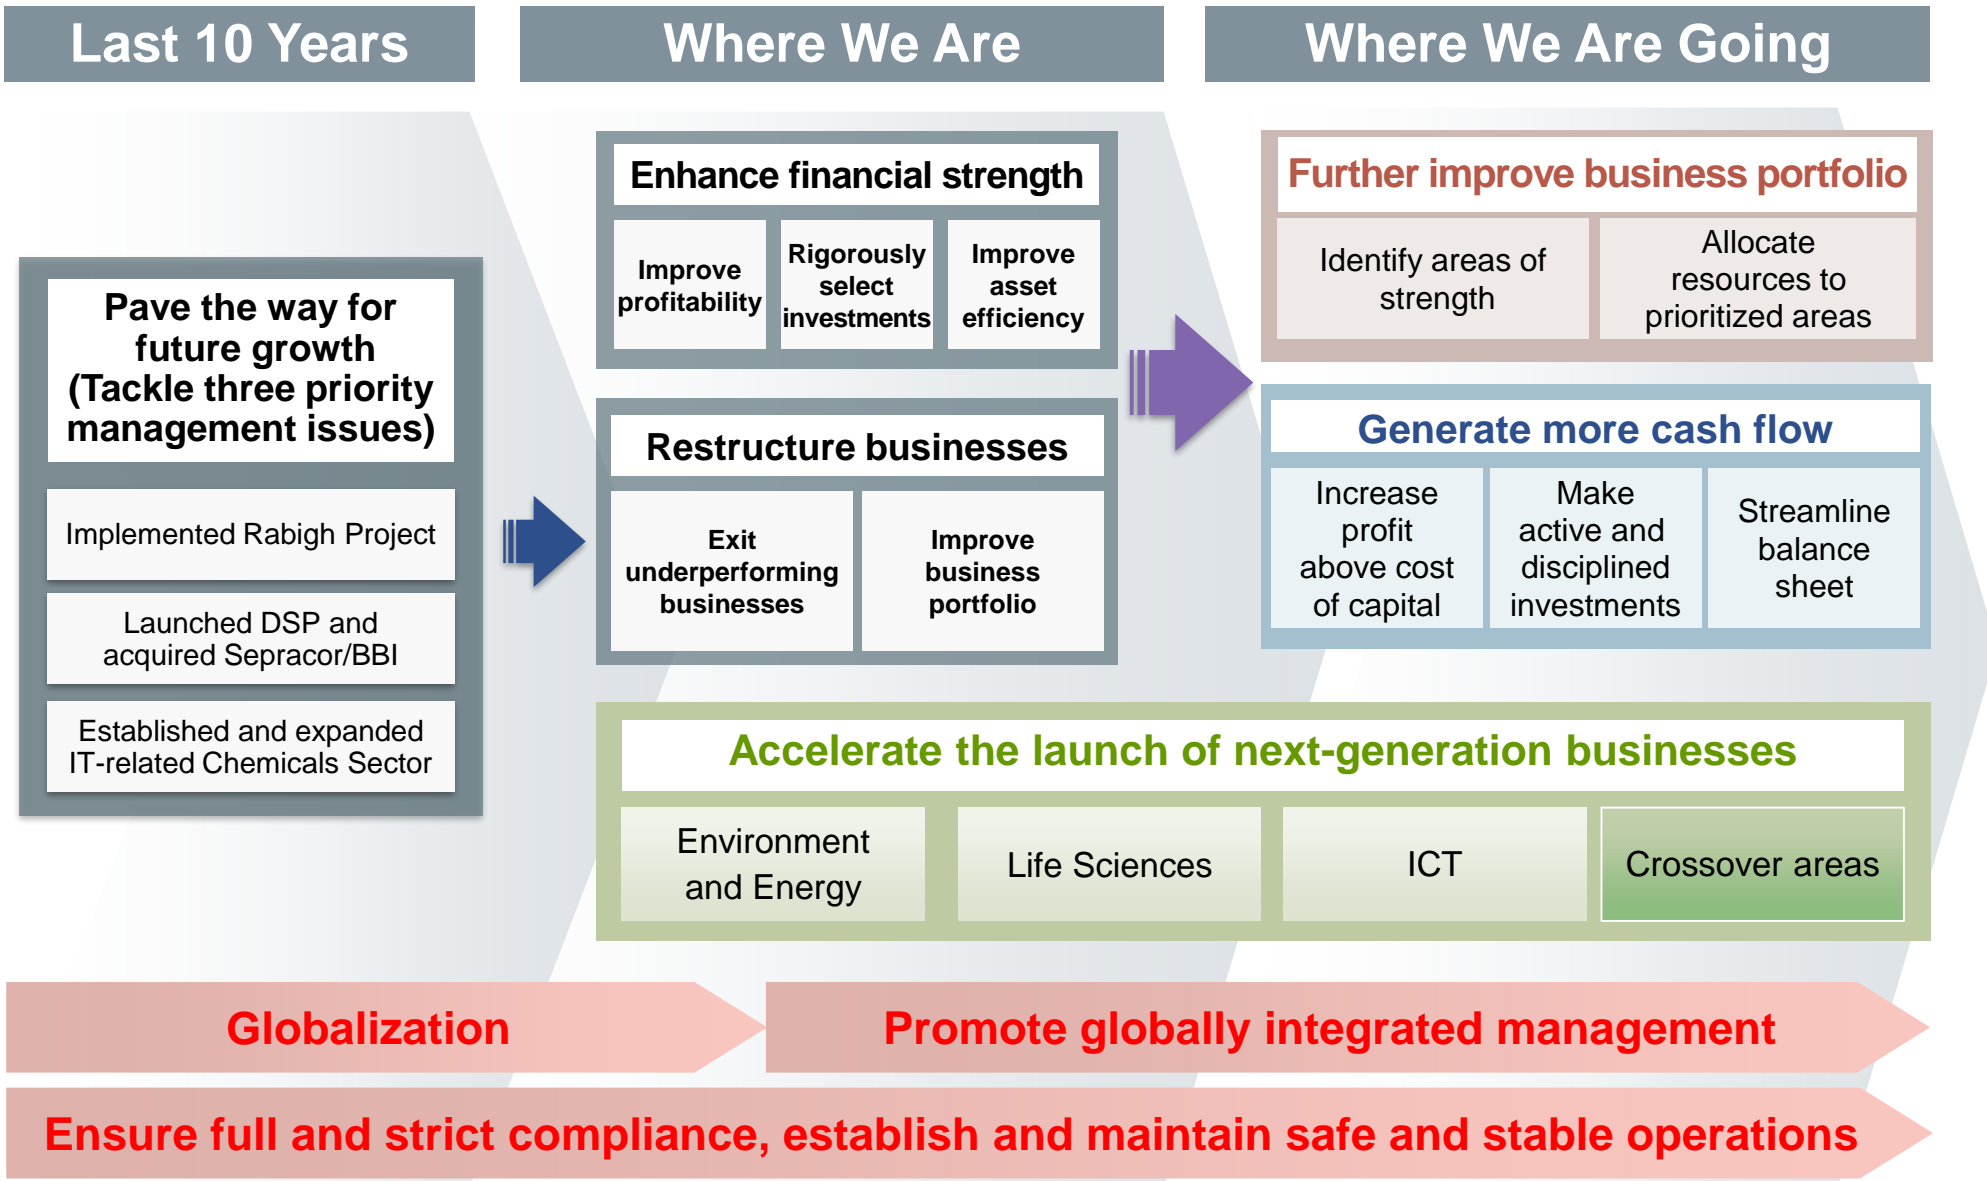 Last 10 Years
Where We Are
Where We Are Going
Pave the way for
future growth
(Tackle three priority
management issues)
Implemented Rabigh Project
Launched DSP and
acquired Sepracor/BBI
Established and expanded
IT-related Chemicals Sector
Enhance financial strength
Improve
profitability
Rigorously
select
investments
Improve
asset
efficiency
Restructure businesses
Exit
underperforming
businesses
Improve
business
portfolio
Further improve business portfolio
Identify areas of
strength
Allocate
resources to
prioritized areas
Generate more cash flow
Increase
profit
above cost
of capital
Make
active and
disciplined
investments
Streamline
balance
sheet
Accelerate the launch of next-generation businesses
Environment
and Energy
Life Sciences
ICT
Crossover areas
Globalization
Promote globally integrated management
Ensure full and strict compliance, establish and maintain safe and stable operations